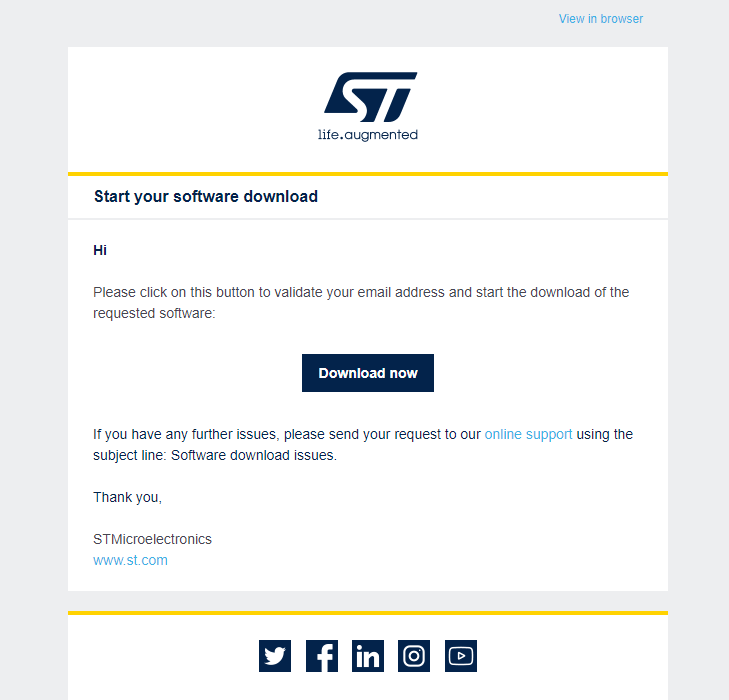 View in browser
ST
life.augmented
Start your software download
Hi
Please click on this button to validate your email address and start the download of the
requested software:
Download now
If you have any further issues, please send your request to our online support using the
subject line: Software download issues.
Thank you,
STMicroelectronics
www.st.com